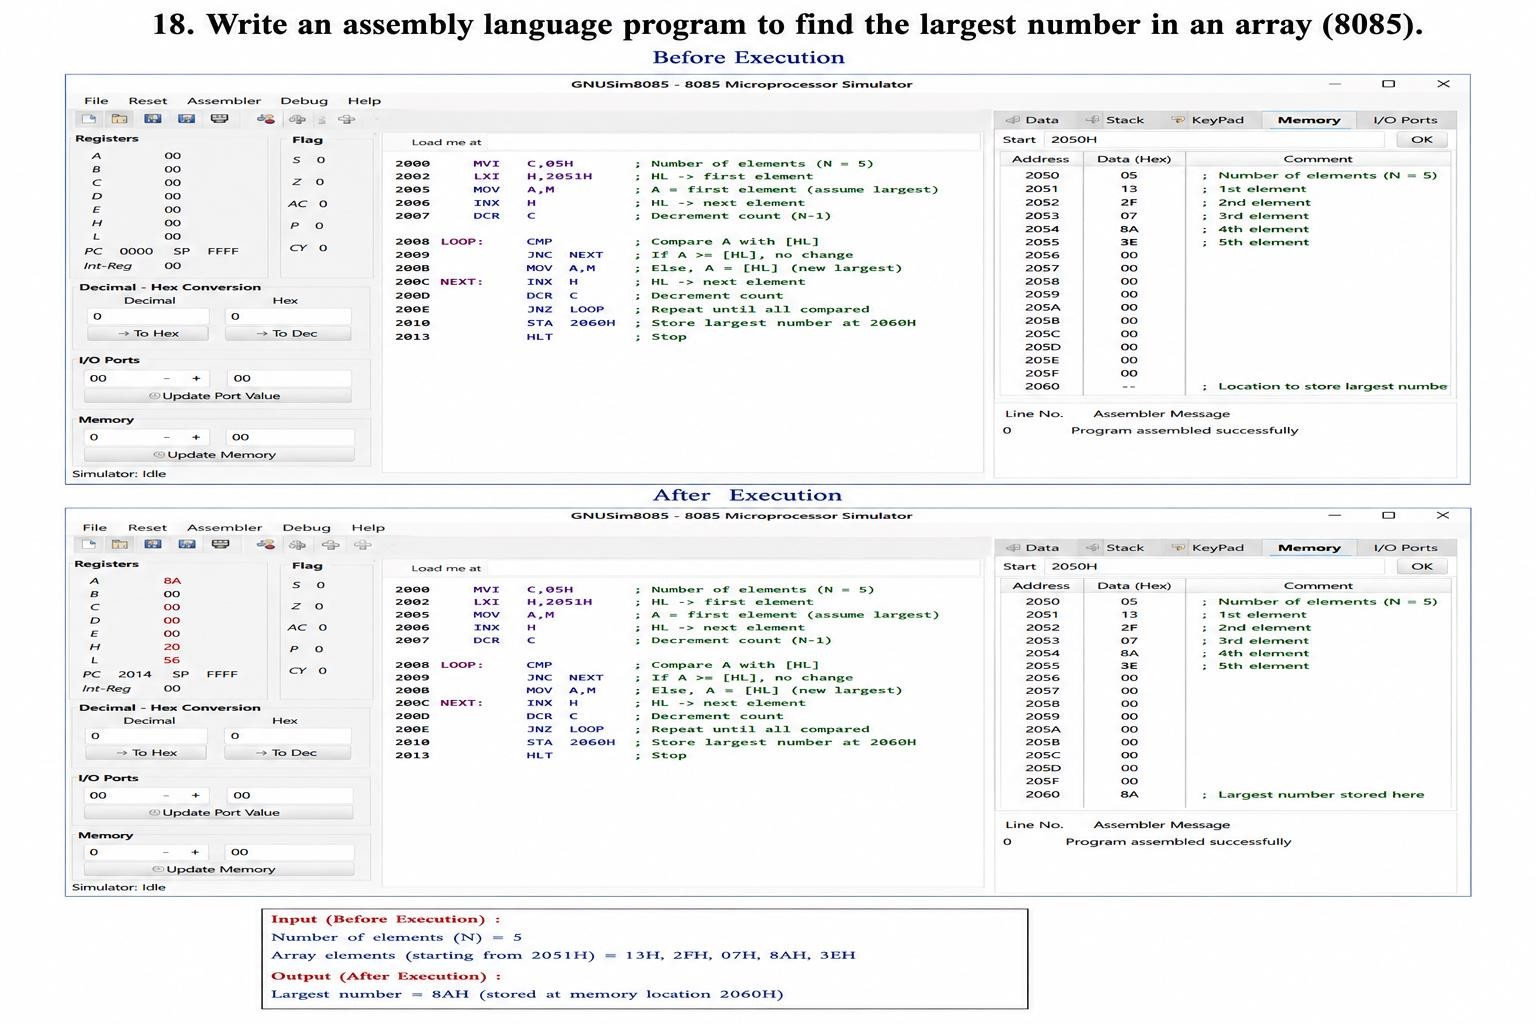 18. Write an assembly language program to find the largest number in an array (8085).
Before Execution
GNUSim8085 - 8085 Microprocessor Simulator
File Reset Assembler Debug Help
Registers
A 00
B 00
C 00
D 00
E 00
H 00
L 00
PC 0000 SP FFFF
Int-Reg 00
Flag
S 0
Z 0
AC 0
P 0
CY 0
Decimal - Hex Conversion
Decimal Hex
0 0
→ To Hex → To Dec
I/O Ports
00 - + 00
Update Port Value
Memory
0 - + 00
Update Memory
Simulator: Idle
Load me at
2000 MVI C,05H ; Number of elements (N = 5)
2002 LXI H,2051H ; HL -> first element
2005 MOV A,M ; A = first element (assume largest)
2006 INX H ; HL -> next element
2007 DCR C ; Decrement count (N-1)
2008 LOOP: CMP ; Compare A with [HL]
2009 JNC NEXT ; If A >= [HL], no change
200B MOV A,M ; Else, A = [HL] (new largest)
200C NEXT: INX H ; HL -> next element
200D DCR C ; Decrement count
200E JNZ LOOP ; Repeat until all compared
2010 STA 2060H ; Store largest number at 2060H
2013 HLT ; Stop
Data Stack KeyPad Memory I/O Ports
Start 2050H OK
Address Data (Hex) Comment
2050 05 ; Number of elements (N = 5)
2051 13 ; 1st element
2052 2F ; 2nd element
2053 07 ; 3rd element
2054 8A ; 4th element
2055 3E ; 5th element
2056 00
2057 00
2058 00
2059 00
205A 00
205B 00
205C 00
205D 00
205E 00
205F 00
2060 -- ; Location to store largest numbe
Line No. Assembler Message
0 Program assembled successfully
After Execution
GNUSim8085 - 8085 Microprocessor Simulator
File Reset Assembler Debug Help
Registers
A 8A
B 00
C 00
D 00
E 00
H 20
L 56
PC 2014 SP FFFF
Int-Reg 00
Flag
S 0
Z 0
AC 0
P 0
CY 0
Decimal - Hex Conversion
Decimal Hex
0 0
→ To Hex → To Dec
I/O Ports
00 - + 00
Update Port Value
Memory
0 - + 00
Update Memory
Simulator: Idle
Load me at
2000 MVI C,05H ; Number of elements (N = 5)
2002 LXI H,2051H ; HL -> first element
2005 MOV A,M ; A = first element (assume largest)
2006 INX H ; HL -> next element
2007 DCR C ; Decrement count (N-1)
2008 LOOP: CMP ; Compare A with [HL]
2009 JNC NEXT ; If A >= [HL], no change
200B MOV A,M ; Else, A = [HL] (new largest)
200C NEXT: INX H ; HL -> next element
200D DCR C ; Decrement count
200E JNZ LOOP ; Repeat until all compared
2010 STA 2060H ; Store largest number at 2060H
2013 HLT ; Stop
Data Stack KeyPad Memory I/O Ports
Start 2050H OK
Address Data (Hex) Comment
2050 05 ; Number of elements (N = 5)
2051 13 ; 1st element
2052 2F ; 2nd element
2053 07 ; 3rd element
2054 8A ; 4th element
2055 3E ; 5th element
2056 00
2057 00
2058 00
2059 00
205A 00
205B 00
205C 00
205D 00
205F 00
2060 8A ; Largest number stored here
Line No. Assembler Message
0 Program assembled successfully
Input (Before Execution) :
Number of elements (N) = 5
Array elements (starting from 2051H) = 13H, 2FH, 07H, 8AH, 3EH
Output (After Execution) :
Largest number = 8AH (stored at memory location 2060H)